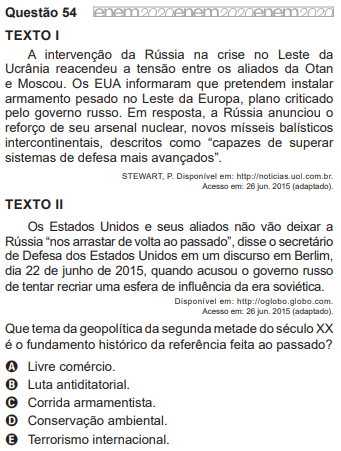 Questão 54 enem2020enem2020enem2020
TEXTO I
A intervenção da Rússia na crise no Leste da
Ucrânia reacendeu a tensão entre os aliados da Otan
e Moscou. Os EUA informaram que pretendem instalar
armamento pesado no Leste da Europa, plano criticado
pelo governo russo. Em resposta, a Rússia anunciou o
reforço de seu arsenal nuclear, novos mísseis balísticos
intercontinentais, descritos como “capazes de superar
sistemas de defesa mais avançados”.
STEWART, P. Disponível em: http://noticias.uol.com.br.
Acesso em: 26 jun. 2015 (adaptado).
TEXTO II
Os Estados Unidos e seus aliados não vão deixar a
Rússia “nos arrastar de volta ao passado”, disse o secretário
de Defesa dos Estados Unidos em um discurso em Berlim,
dia 22 de junho de 2015, quando acusou o governo russo
de tentar recriar uma esfera de influência da era soviética.
Disponível em: http://oglobo.globo.com.
Acesso em: 26 jun. 2015 (adaptado).
Que tema da geopolítica da segunda metade do século XX
é o fundamento histórico da referência feita ao passado?
A Livre comércio.
B Luta antiditatorial.
C Corrida armamentista.
D Conservação ambiental.
E Terrorismo internacional.